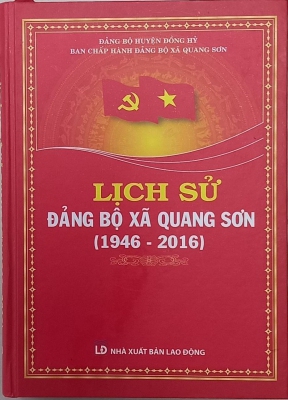 ĐẢNG BỘ HUYỆN ĐỒNG HỶ
BAN CHẤP HÀNH ĐẢNG BỘ XÃ QUANG SƠN
LỊCH SỬ
ĐẢNG BỘ XÃ QUANG SƠN
(1946 - 2016)
LĐ NHÀ XUẤT BẢN LAO ĐỘNG